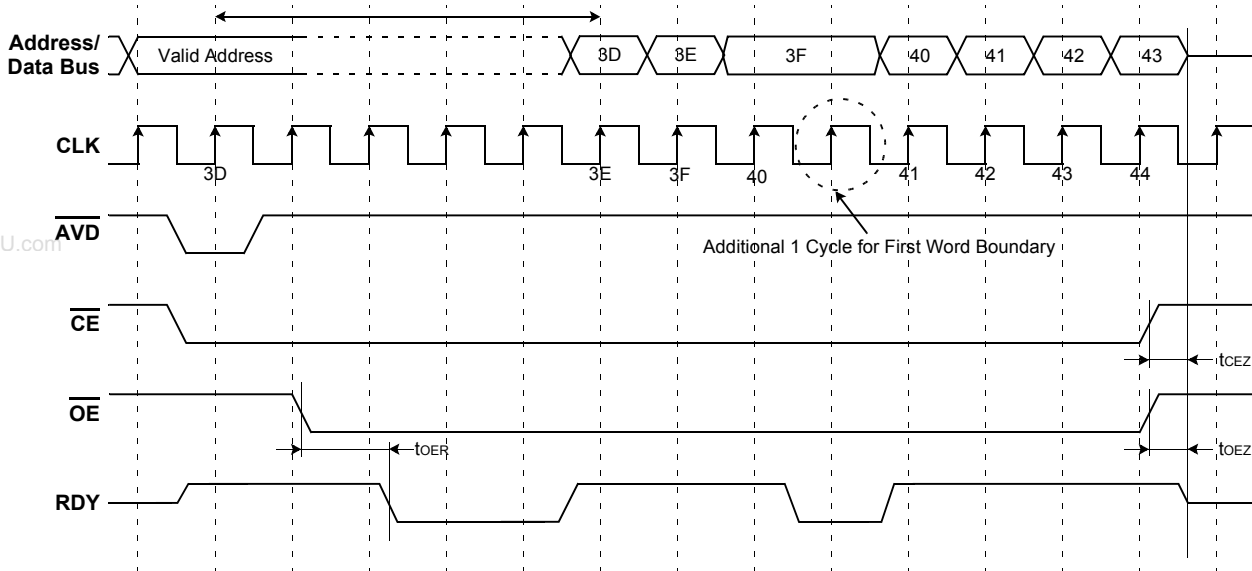 Address/
Data Bus
Valid Address
3D
3E
3F
40
41
42
43
CLK
3D
3E
3F
40
41
42
43
44
AVD
U.com
Additional 1 Cycle for First Word Boundary
CE
tCEZ
OE
tOER
tOEZ
RDY